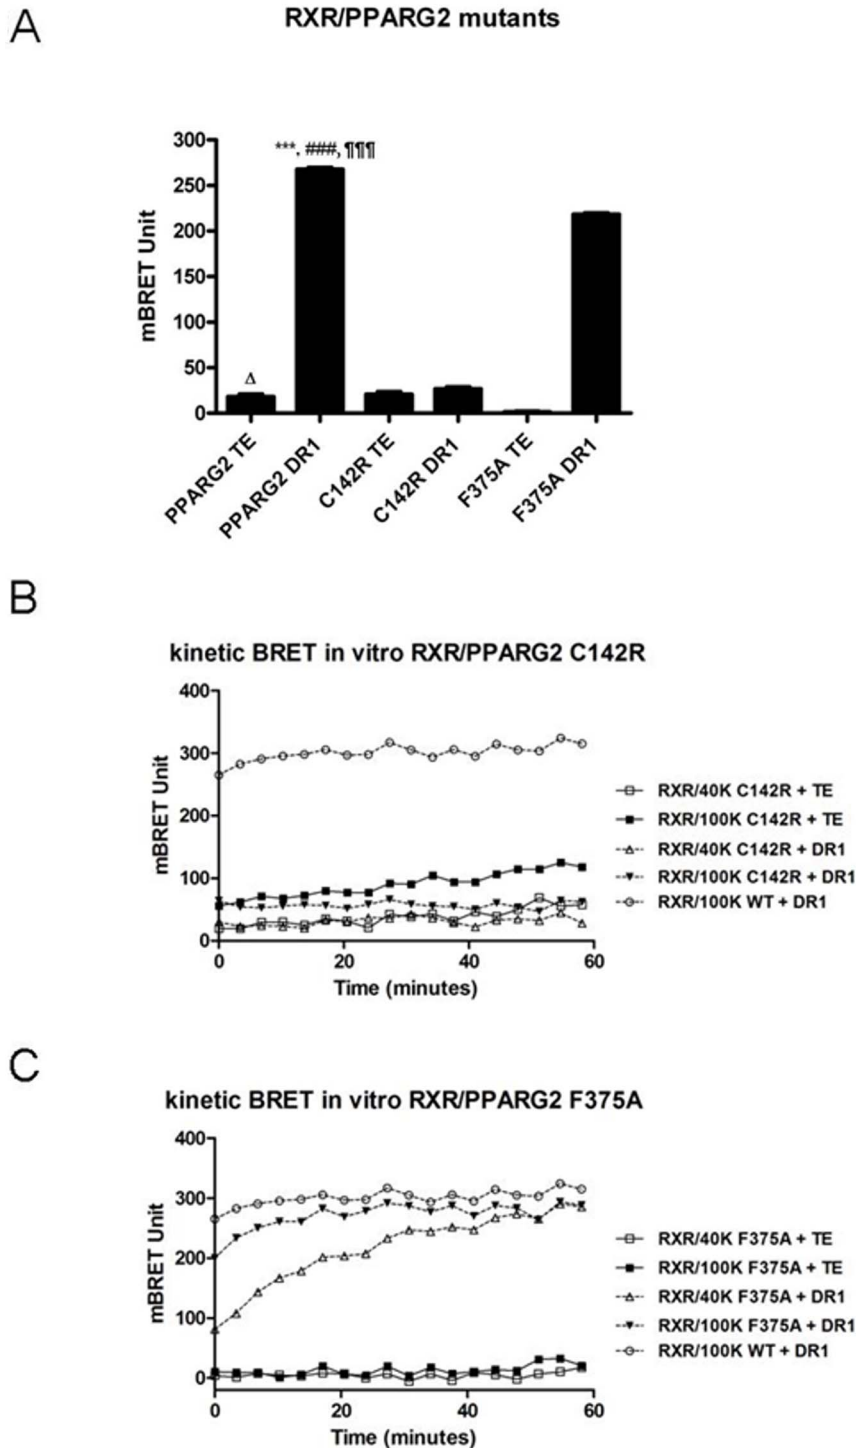 A
RXR/PPARG2 mutants
mBRET Unit
300
250
200
150
100
50
0
Δ
***, ###, ¶¶¶
PPARG2 TE
PPARG2 DR1
C142R TE
C142R DR1
F375A TE
F375A DR1
B
kinetic BRET in vitro RXR/PPARG2 C142R
mBRET Unit
400
300
200
100
0
0 20 40 60
Time (minutes)
RXR/40K C142R + TE
RXR/100K C142R + TE
RXR/40K C142R + DR1
RXR/100K C142R + DR1
RXR/100K WT + DR1
C
kinetic BRET in vitro RXR/PPARG2 F375A
mBRET Unit
400
300
200
100
0
0 20 40 60
Time (minutes)
RXR/40K F375A + TE
RXR/100K F375A + TE
RXR/40K F375A + DR1
RXR/100K F375A + DR1
RXR/100K WT + DR1